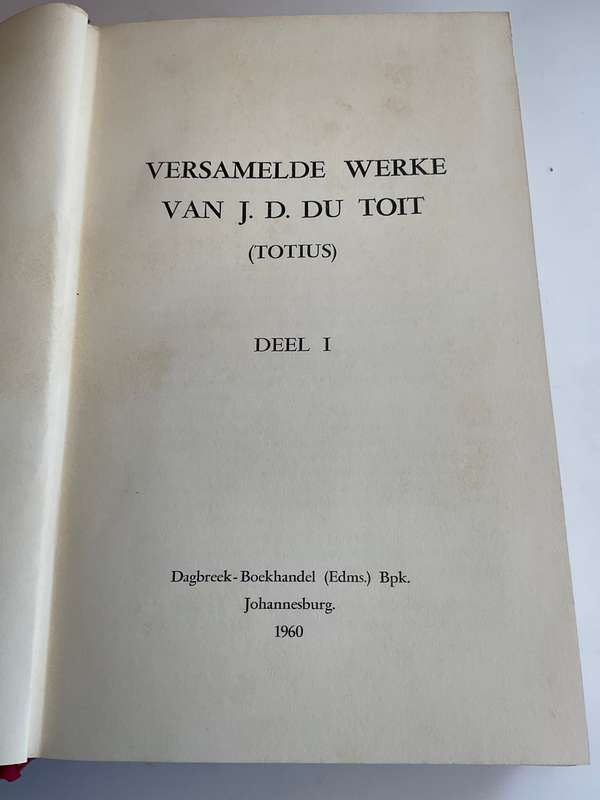 VERSAMELDE WERKE
VAN J. D. DU TOIT
(TOTIUS)
DEEL I
Dagbreek-Boekhandel (Edms.) Bpk.
Johannesburg.
1960